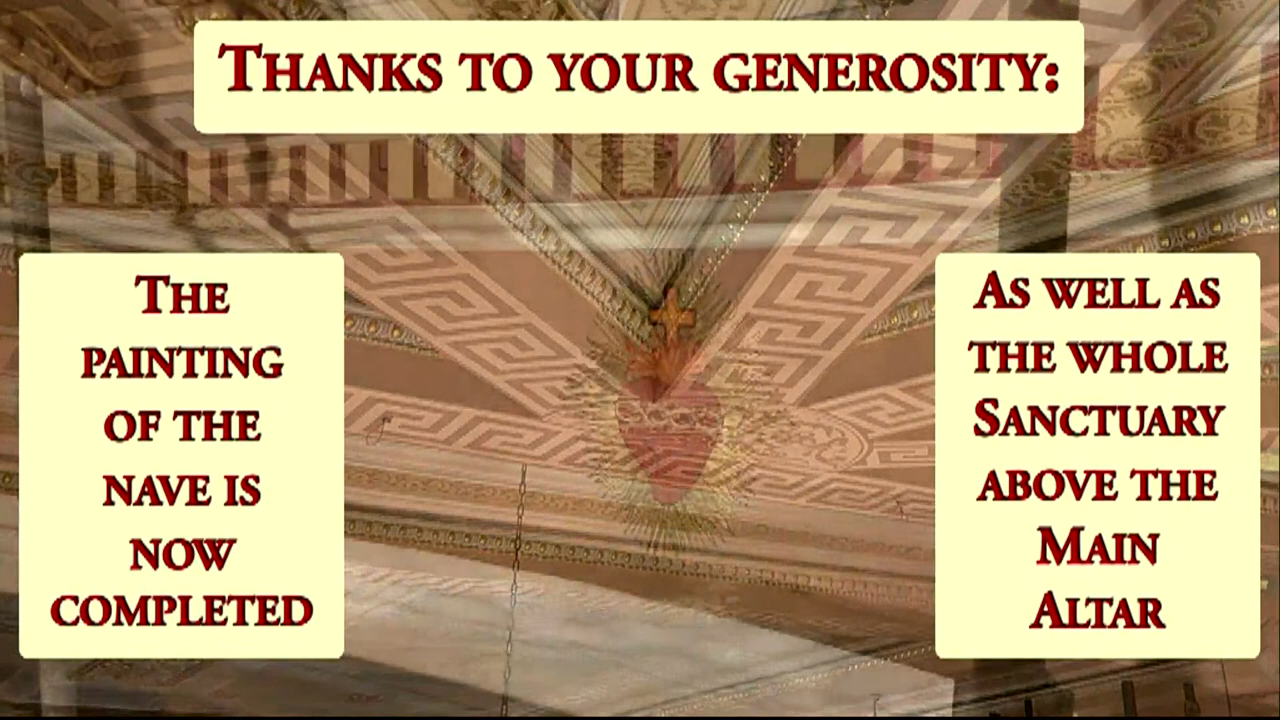 Thanks to your generosity:
The
painting
of the
nave is
now
completed
As well as
the whole
Sanctuary
above the
Main
Altar